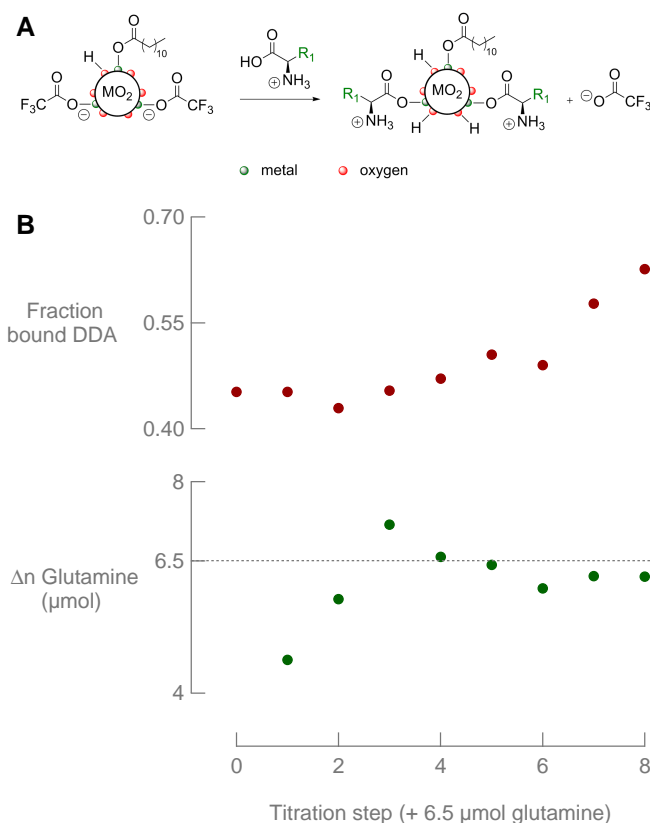 A
O
O
10
H
O
O
F₃C
O
⊖
MO₂
O
⊖
CF₃
O
HO
R₁
NH₃
⊕
O
O
10
H
R₁
O
O
NH₃
⊕
MO₂
O
O
R₁
NH₃
⊕
H
H
+
⊖
O
O
CF₃
metal
oxygen
B
0.70
0.55
0.40
Fraction
bound DDA
8
6.5
4
Δn Glutamine
(µmol)
0
2
4
6
8
Titration step (+ 6.5 µmol glutamine)